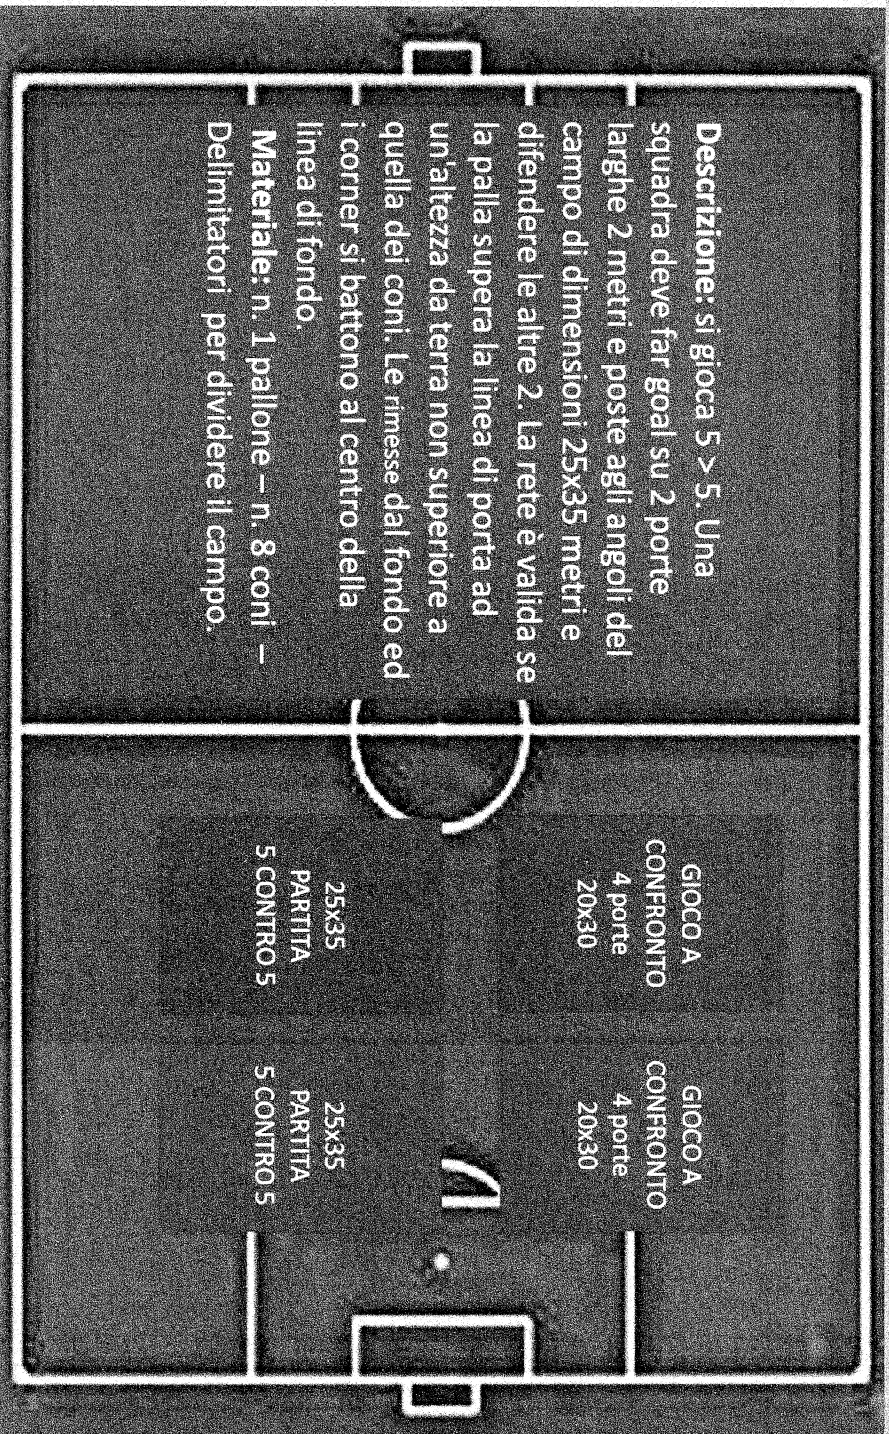 Descrizione: si gioca 5 > 5. Una
squadra deve far goal su 2 porte
larghe 2 metri e poste agli angoli del
campo di dimensioni 25x35 metri e
difendere le altre 2. La rete è valida se
la palla supera la linea di porta ad
un'altezza da terra non superiore a
quella dei coni. Le rimesse dal fondo ed
i corner si battono al centro della
linea di fondo.
Materiale: n. 1 pallone – n. 8 coni –
Delimitatori per dividere il campo.
GIOCO A
CONFRONTO
4 porte
20x30
GIOCO A
CONFRONTO
4 porte
20x30
25x35
PARTITA
5 CONTRO 5
25x35
PARTITA
5 CONTRO 5